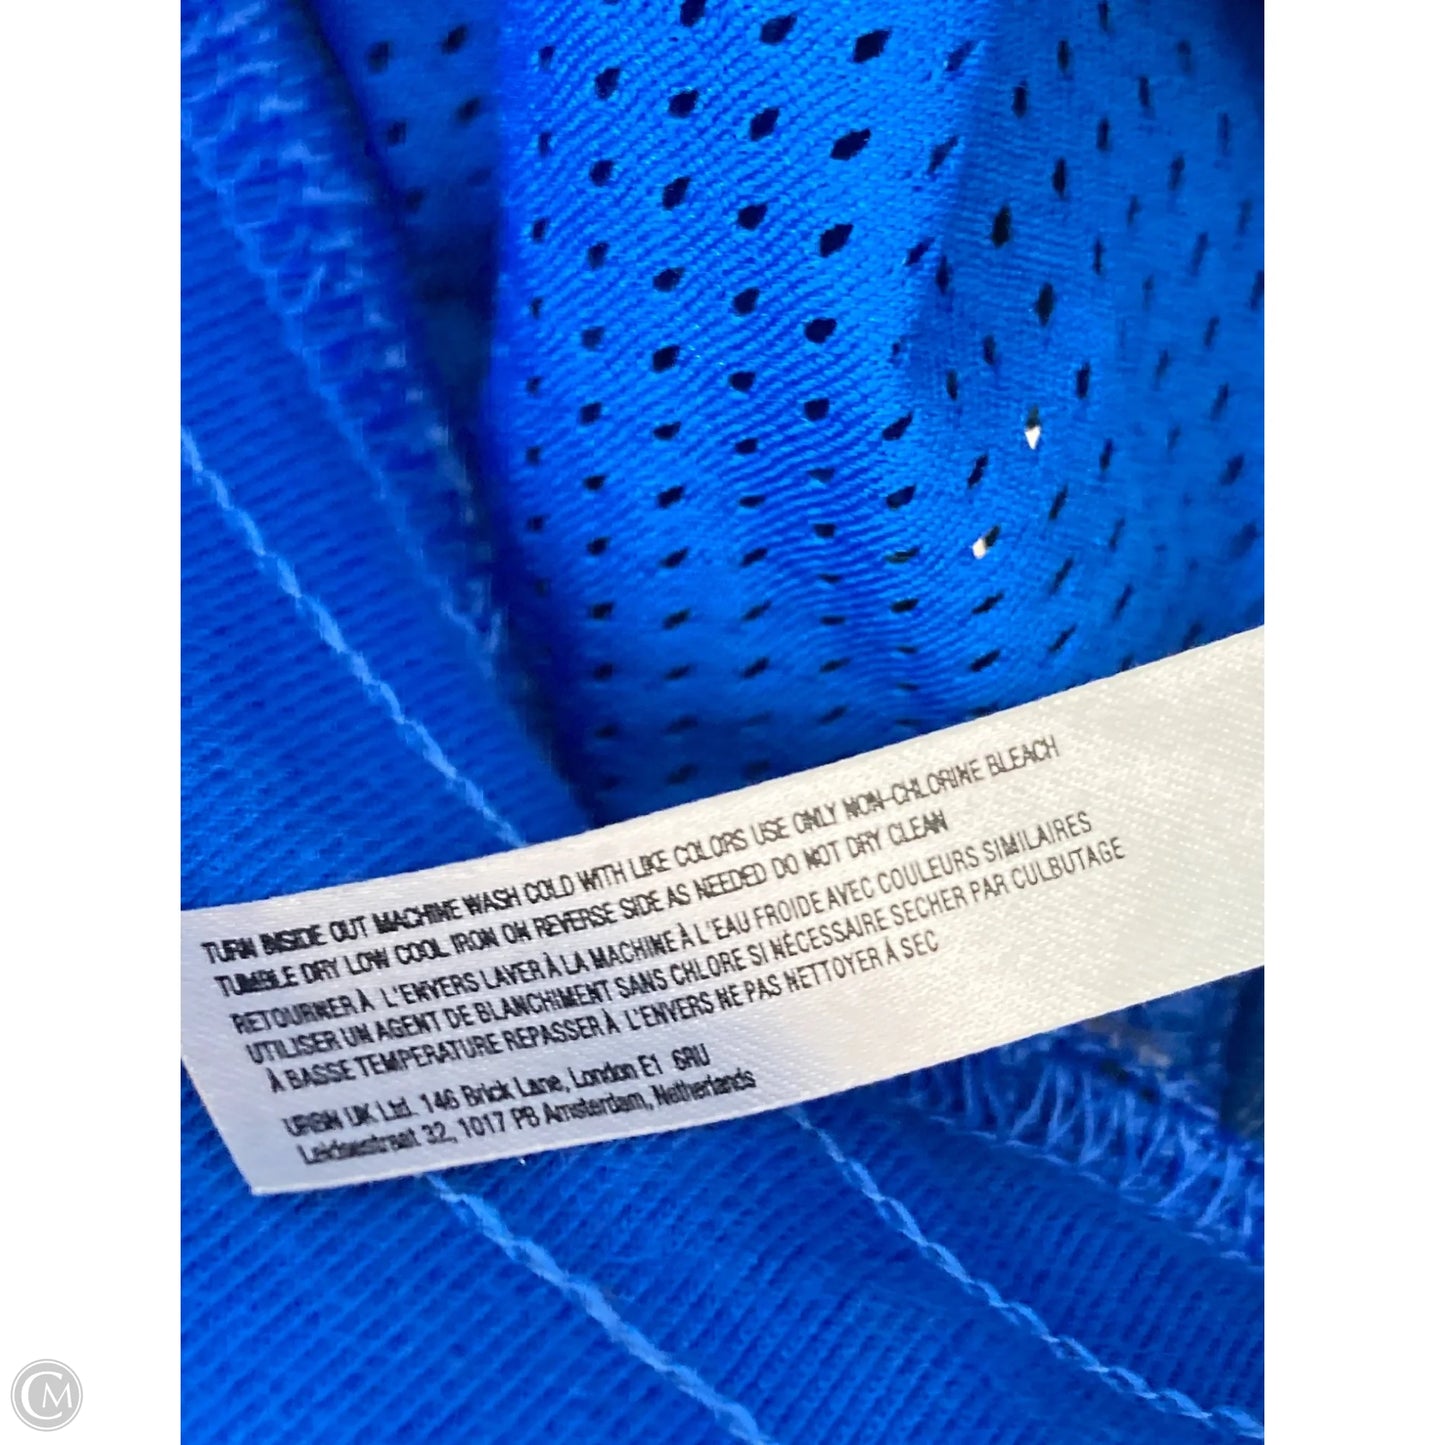 TURN INSIDE OUT MACHINE WASH COLD WITH LIKE COLORS USE ONLY NON-CHLORINE BLEACH
TUMBLE DRY LOW COOL IRON ON REVERSE SIDE AS NEEDED DO NOT DRY CLEAN
RETOURNER À L'ENVERS LAVER À LA MACHINE À L'EAU FROIDE AVEC COULEURS SIMILAIRES
UTILISER UN AGENT DE BLANCHIMENT SANS CHLORE SI NÉCESSAIRE SECHER PAR CULBUTAGE
À BASSE TEMPERATURE REPASSER À L'ENVERS NE PAS NETTOYER À SEC
URBN UK Ltd. 146 Brick Lane, London E1 6RU
Leidsestraat 32, 1017 PB Amsterdam, Netherlands
CM